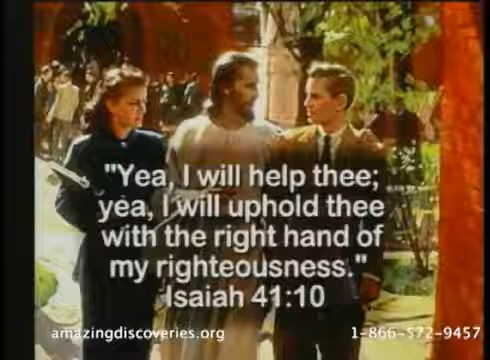 "Yea, I will help thee;
yea, I will uphold thee
with the right hand of
my righteousness."
Isaiah 41:10
amazingdiscoveries.org 1-866-572-9457